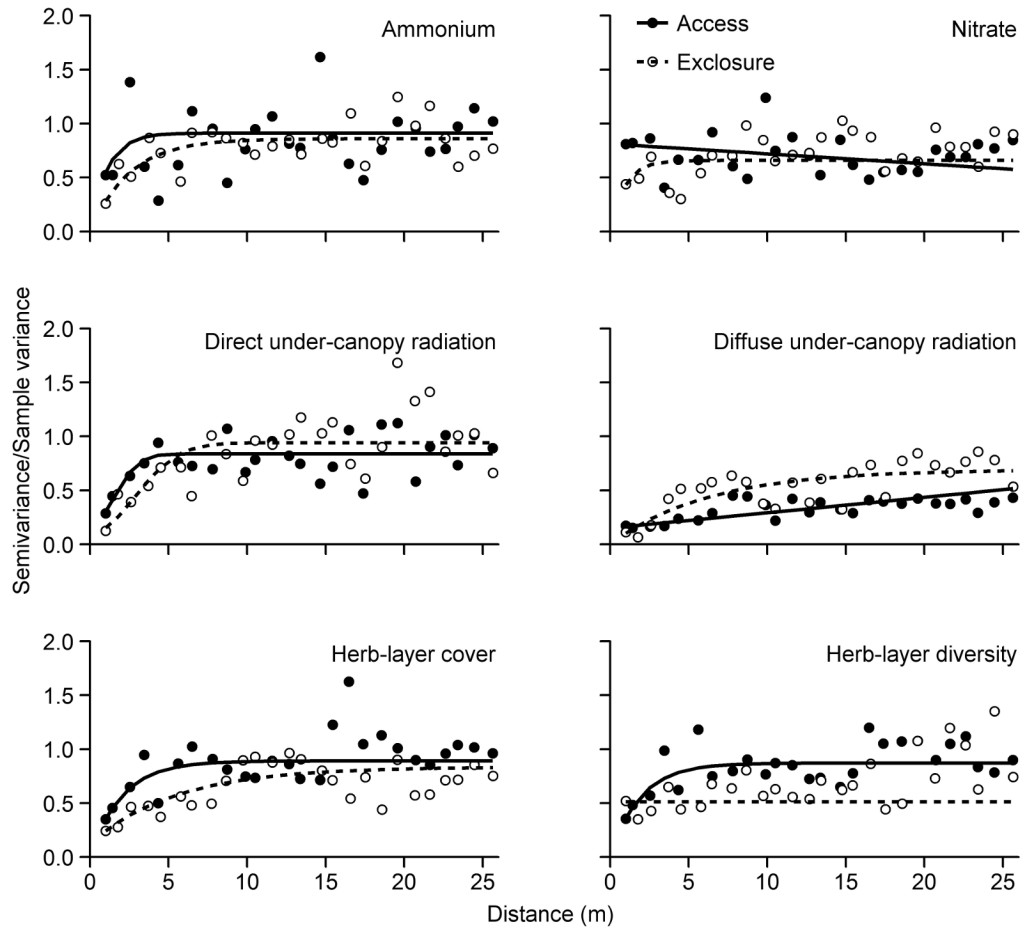 Ammonium
2.0
1.5
1.0
0.5
0.0
Access
Exclosure
Nitrate
Direct under-canopy radiation
2.0
1.5
1.0
0.5
0.0
Diffuse under-canopy radiation
Semivariance/Sample variance
Herb-layer cover
2.0
1.5
1.0
0.5
0.0
0 5 10 15 20 25
Herb-layer diversity
0 5 10 15 20 25
Distance (m)